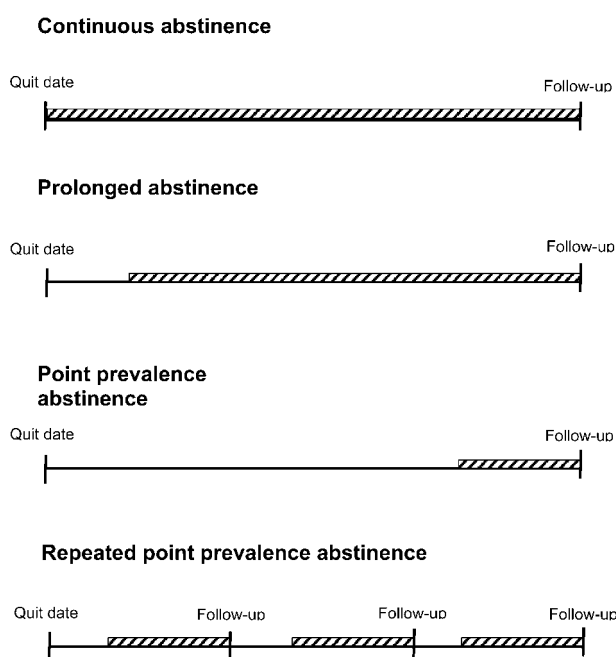 Continuous abstinence
Quit date
Follow-up
Prolonged abstinence
Quit date
Follow-up
Point prevalence
abstinence
Quit date
Follow-up
Repeated point prevalence abstinence
Quit date
Follow-up
Follow-up
Follow-up